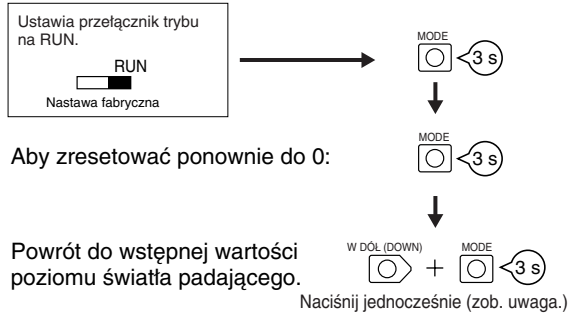 Ustawia przełącznik trybu
na RUN.
RUN
Nastawa fabryczna
MODE
3 s
Aby zresetować ponownie do 0:
MODE
3 s
Powrót do wstępnej wartości
poziomu światła padającego.
W DÓŁ (DOWN)
+
MODE
3 s
Naciśnij jednocześnie (zob. uwaga.)